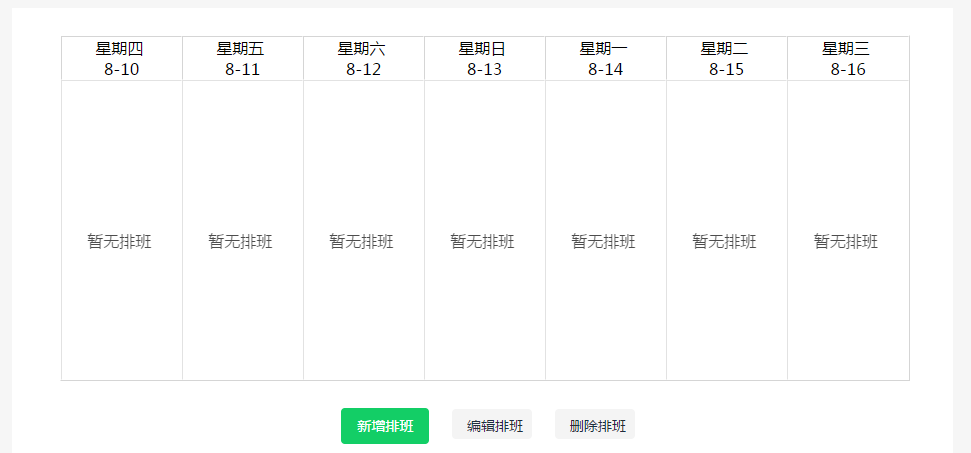 星期四 星期五 星期六 星期日 星期一 星期二 星期三
8-10 8-11 8-12 8-13 8-14 8-15 8-16
暂无排班 暂无排班 暂无排班 暂无排班 暂无排班 暂无排班 暂无排班
新增排班 编辑排班 删除排班